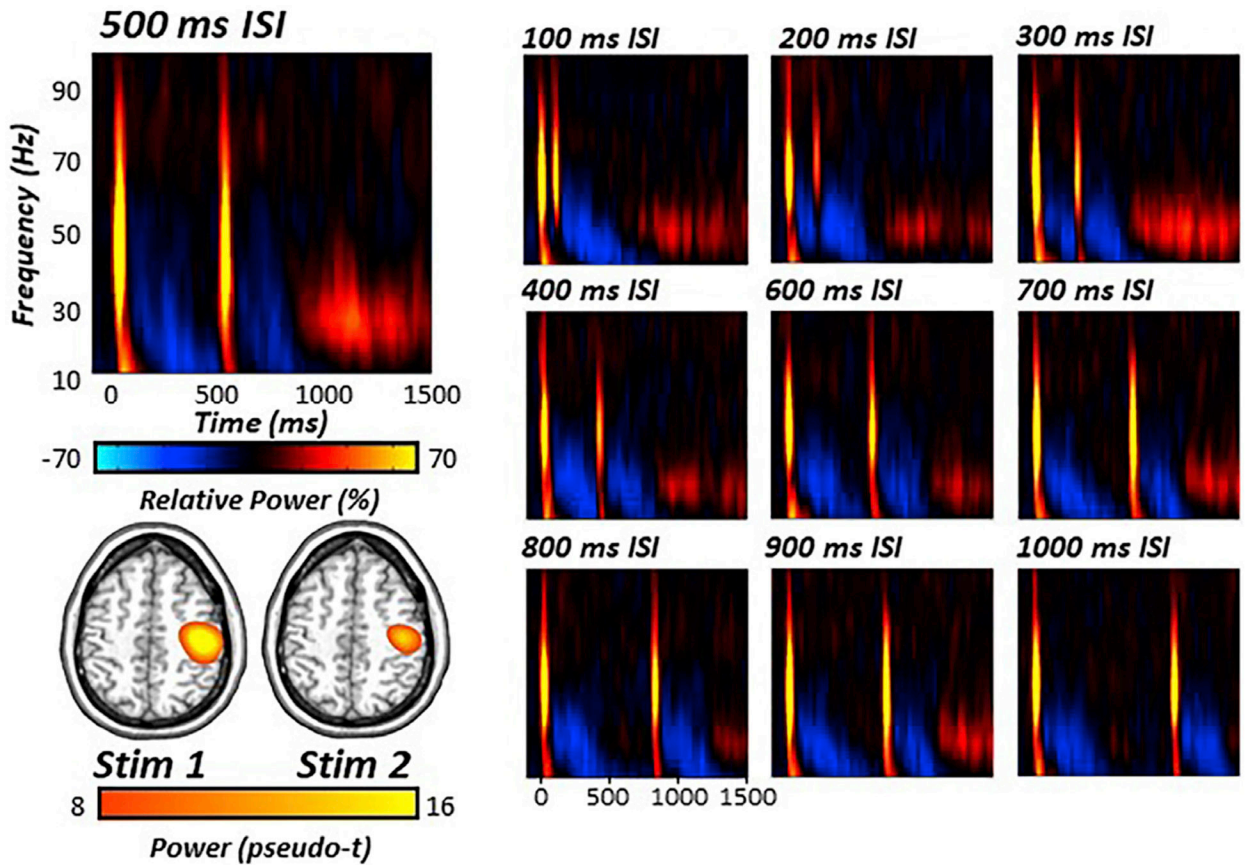 500 ms ISI
Frequency (Hz)
90
70
50
30
10
0 500 1000 1500
Time (ms)
-70 70
Relative Power (%)
Stim 1 Stim 2
8 16
Power (pseudo-t)
100 ms ISI 200 ms ISI 300 ms ISI
400 ms ISI 600 ms ISI 700 ms ISI
800 ms ISI 900 ms ISI 1000 ms ISI
0 500 1000 1500